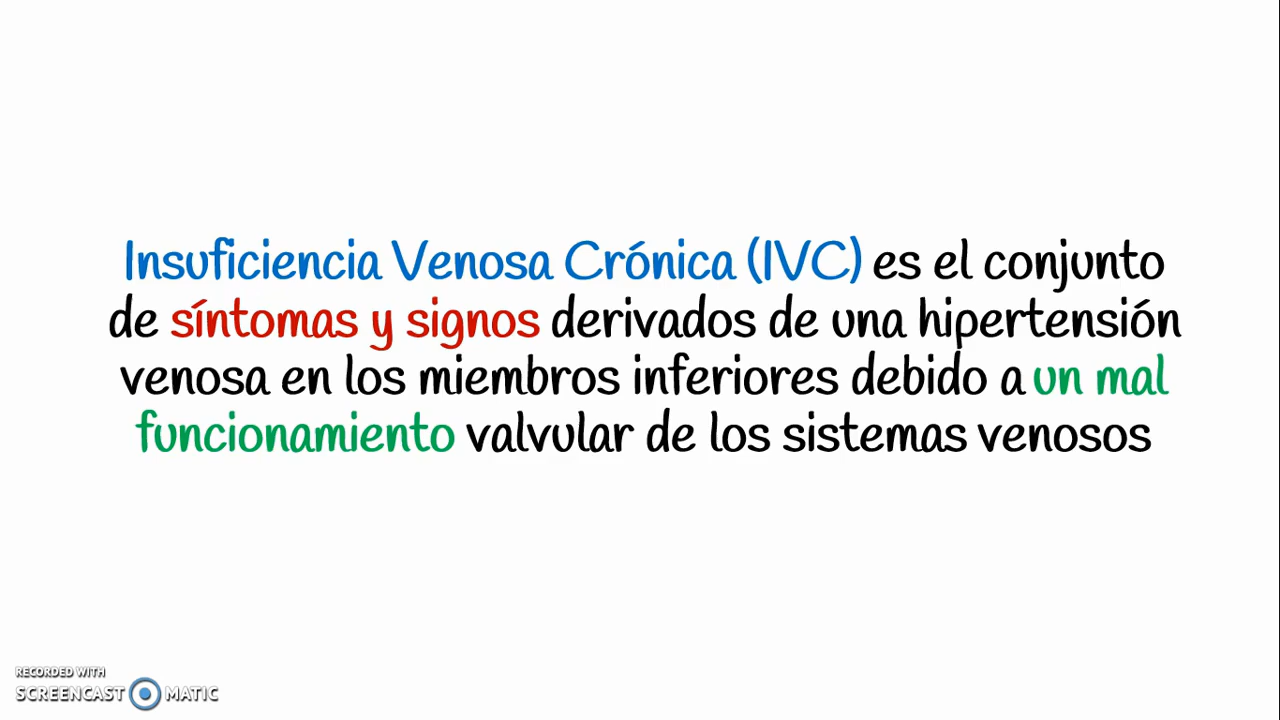 Insuficiencia Venosa Crónica (IVC) es el conjunto
de síntomas y signos derivados de una hipertensión
venosa en los miembros inferiores debido a un mal
funcionamiento valvular de los sistemas venosos
RECORDED WITH
SCREENCAST MATIC